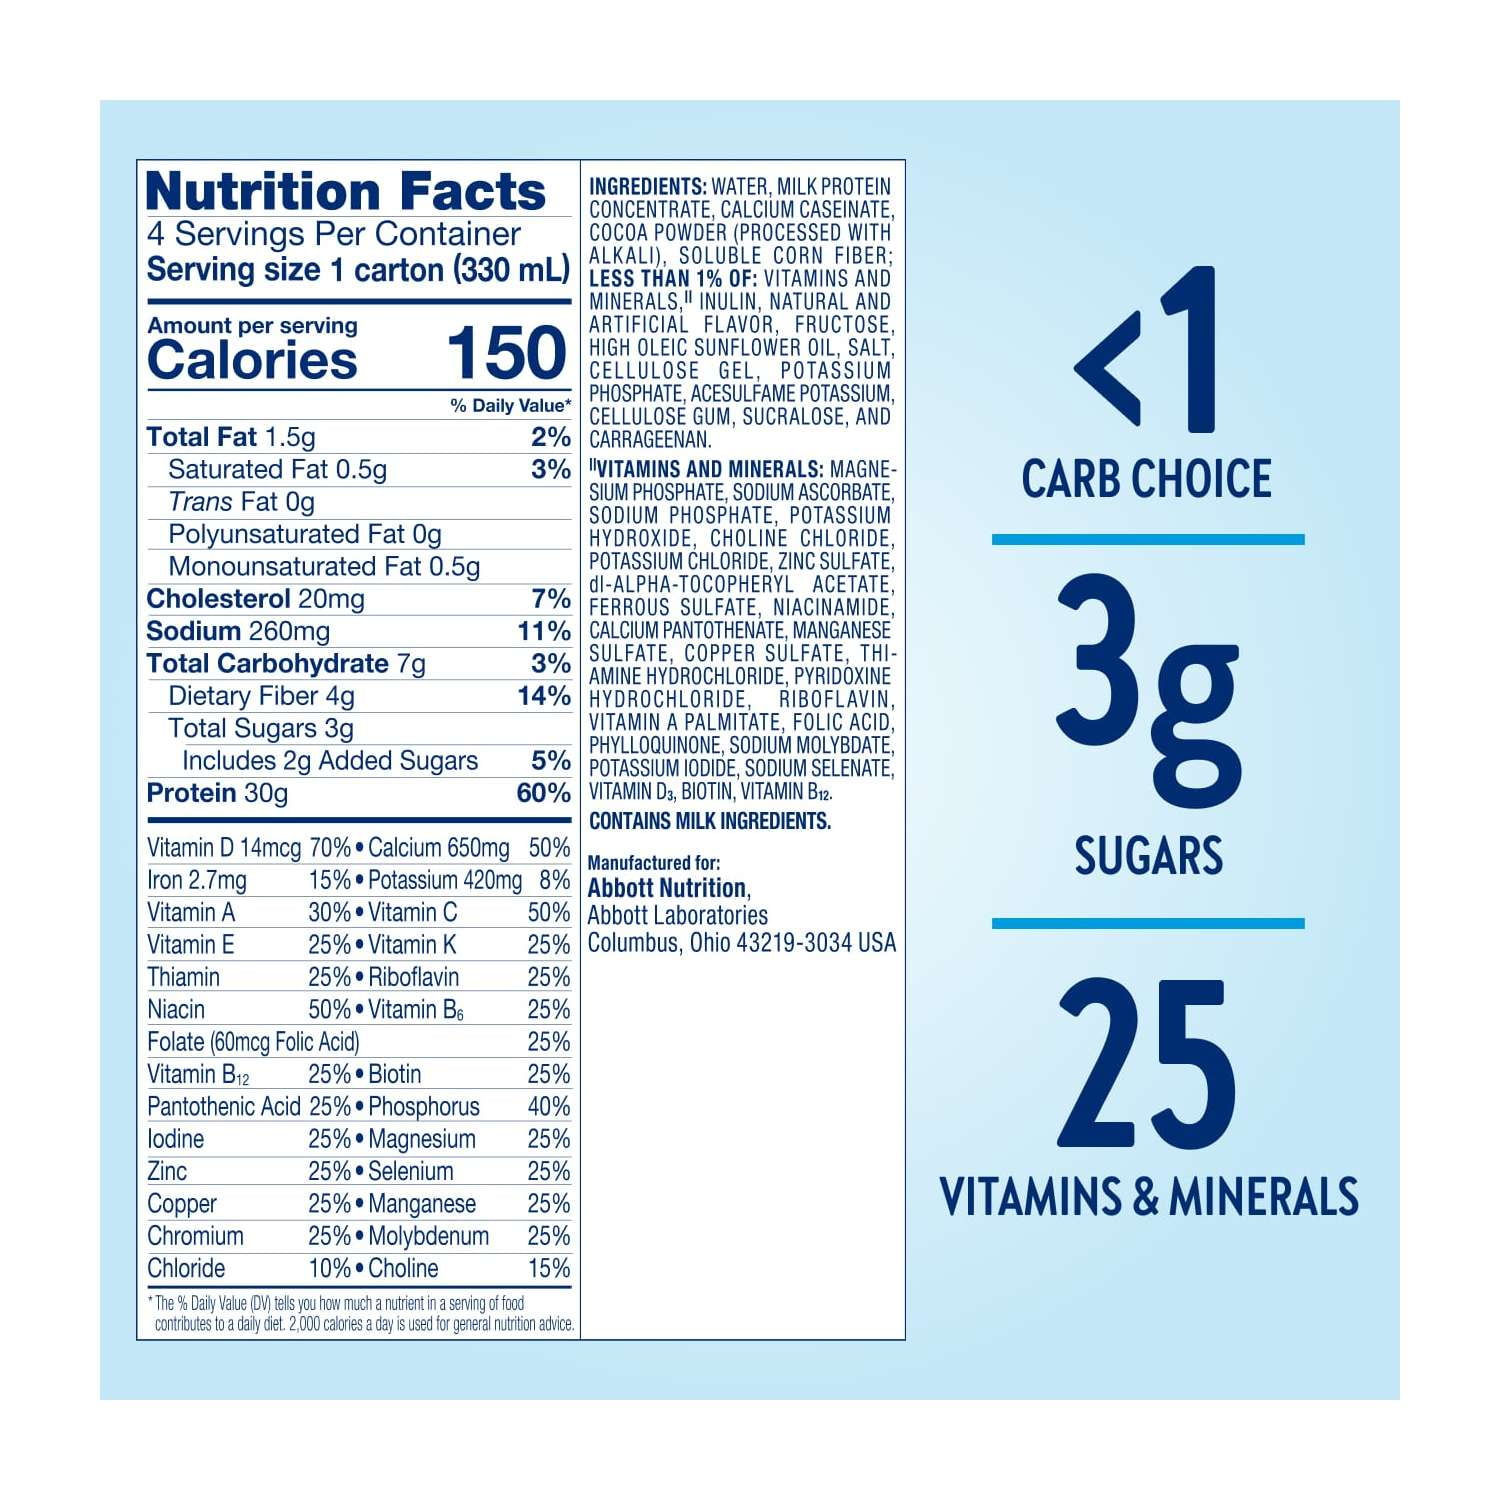 Nutrition Facts
4 Servings Per Container
Serving size 1 carton (330 mL)
Amount per serving
Calories 150
% Daily Value*
Total Fat 1.5g 2%
Saturated Fat 0.5g 3%
Trans Fat 0g
Polyunsaturated Fat 0g
Monounsaturated Fat 0.5g
Cholesterol 20mg 7%
Sodium 260mg 11%
Total Carbohydrate 7g 3%
Dietary Fiber 4g 14%
Total Sugars 3g
Includes 2g Added Sugars 5%
Protein 30g 60%
Vitamin D 14mcg 70% • Calcium 650mg 50%
Iron 2.7mg 15% • Potassium 420mg 8%
Vitamin A 30% • Vitamin C 50%
Vitamin E 25% • Vitamin K 25%
Thiamin 25% • Riboflavin 25%
Niacin 50% • Vitamin B₆ 25%
Folate (60mcg Folic Acid) 25%
Vitamin B₁₂ 25% • Biotin 25%
Pantothenic Acid 25% • Phosphorus 40%
Iodine 25% • Magnesium 25%
Zinc 25% • Selenium 25%
Copper 25% • Manganese 25%
Chromium 25% • Molybdenum 25%
Chloride 10% • Choline 15%
* The % Daily Value (DV) tells you how much a nutrient in a serving of food
contributes to a daily diet. 2,000 calories a day is used for general nutrition advice.
INGREDIENTS: WATER, MILK PROTEIN
CONCENTRATE, CALCIUM CASEINATE,
COCOA POWDER (PROCESSED WITH
ALKALI), SOLUBLE CORN FIBER;
LESS THAN 1% OF: VITAMINS AND
MINERALS,ǁ INULIN, NATURAL AND
ARTIFICIAL FLAVOR, FRUCTOSE,
HIGH OLEIC SUNFLOWER OIL, SALT,
CELLULOSE GEL, POTASSIUM
PHOSPHATE, ACESULFAME POTASSIUM,
CELLULOSE GUM, SUCRALOSE, AND
CARRAGEENAN.
ǁVITAMINS AND MINERALS: MAGNE-
SIUM PHOSPHATE, SODIUM ASCORBATE,
SODIUM PHOSPHATE, POTASSIUM
HYDROXIDE, CHOLINE CHLORIDE,
POTASSIUM CHLORIDE, ZINC SULFATE,
dl-ALPHA-TOCOPHERYL ACETATE,
FERROUS SULFATE, NIACINAMIDE,
CALCIUM PANTOTHENATE, MANGANESE
SULFATE, COPPER SULFATE, THI-
AMINE HYDROCHLORIDE, PYRIDOXINE
HYDROCHLORIDE, RIBOFLAVIN,
VITAMIN A PALMITATE, FOLIC ACID,
PHYLLOQUINONE, SODIUM MOLYBDATE,
POTASSIUM IODIDE, SODIUM SELENATE,
VITAMIN D₃, BIOTIN, VITAMIN B₁₂.
CONTAINS MILK INGREDIENTS.
Manufactured for:
Abbott Nutrition,
Abbott Laboratories
Columbus, Ohio 43219-3034 USA
<1
CARB CHOICE
3g
SUGARS
25
VITAMINS & MINERALS